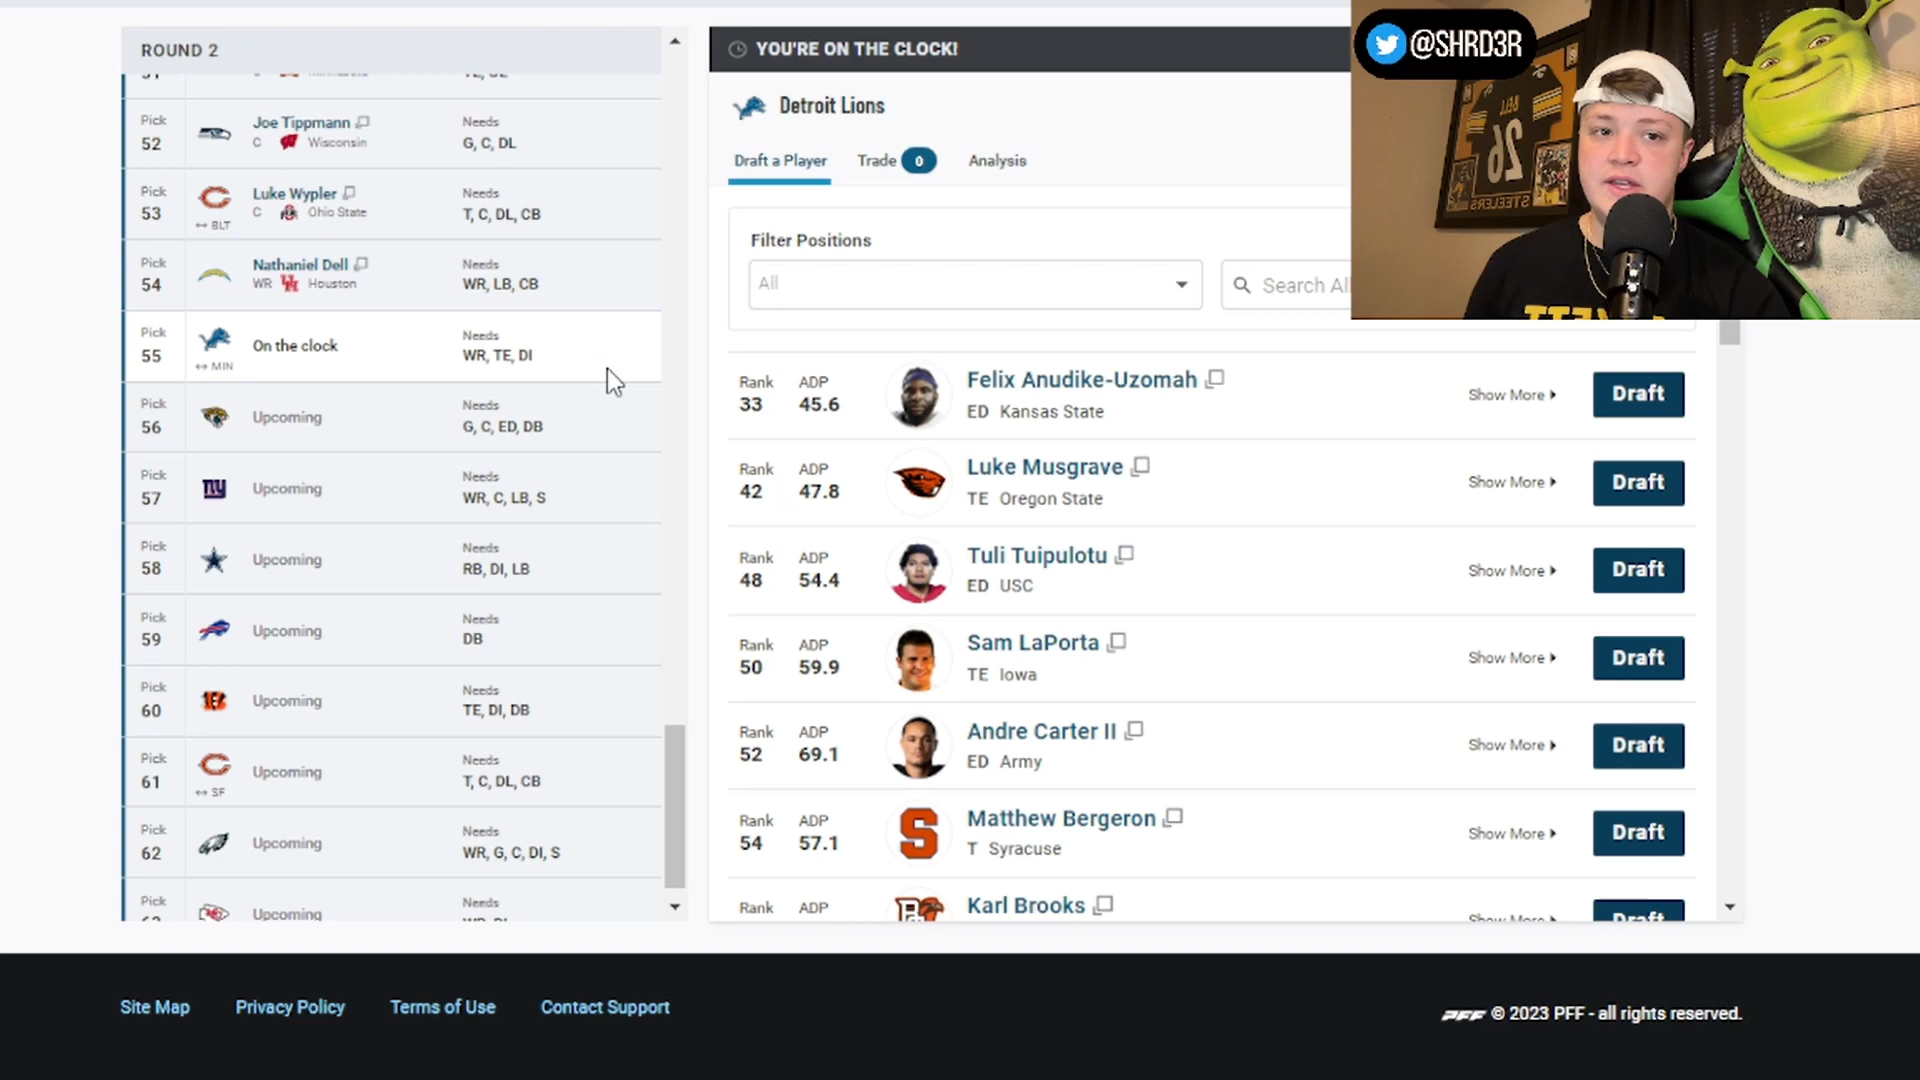 ROUND 2
Pick 52 Joe Tippmann C Wisconsin Needs G, C, DL
Pick 53 BLT Luke Wypler C Ohio State Needs T, C, DL, CB
Pick 54 Nathaniel Dell WR Houston Needs WR, LB, CB
Pick 55 MIN On the clock Needs WR, TE, DI
Pick 56 Upcoming Needs G, C, ED, DB
Pick 57 Upcoming Needs WR, C, LB, S
Pick 58 Upcoming Needs RB, DI, LB
Pick 59 Upcoming Needs DB
Pick 60 Upcoming Needs TE, DI, DB
Pick 61 SF Upcoming Needs T, C, DL, CB
Pick 62 Upcoming Needs WR, G, C, DI, S
Pick Upcoming Needs
YOU'RE ON THE CLOCK!
Detroit Lions
Draft a Player Trade 0 Analysis
Filter Positions
All
Search All
Rank 33 ADP 45.6 Felix Anudike-Uzomah ED Kansas State Show More Draft
Rank 42 ADP 47.8 Luke Musgrave TE Oregon State Show More Draft
Rank 48 ADP 54.4 Tuli Tuipulotu ED USC Show More Draft
Rank 50 ADP 59.9 Sam LaPorta TE Iowa Show More Draft
Rank 52 ADP 69.1 Andre Carter II ED Army Show More Draft
Rank 54 ADP 57.1 Matthew Bergeron T Syracuse Show More Draft
Rank ADP Karl Brooks Show More Draft
@SHRD3R
BELL
26
STEELERS
Site Map Privacy Policy Terms of Use Contact Support
PFF © 2023 PFF - all rights reserved.